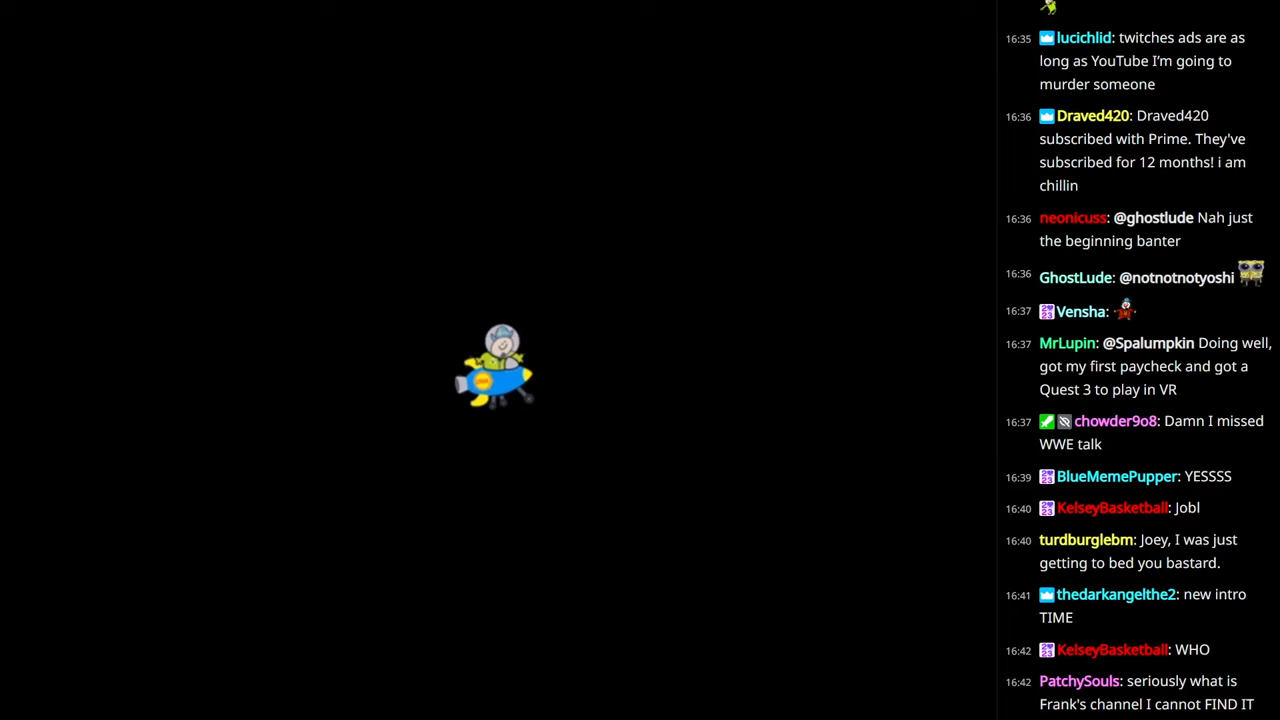 16:35 lucichlid: twitches ads are as
long as YouTube I’m going to
murder someone
16:36 Draved420: Draved420
subscribed with Prime. They've
subscribed for 12 months! i am
chillin
16:36 neonicuss: @ghostlude Nah just
the beginning banter
16:36 GhostLude: @notnotnotyoshi
16:37 Vensha:
16:37 MrLupin: @Spalumpkin Doing well,
got my first paycheck and got a
Quest 3 to play in VR
16:37 chowder9o8: Damn I missed
WWE talk
16:39 BlueMemePupper: YESSSS
16:40 KelseyBasketball: Jobl
16:40 turdburglebm: Joey, I was just
getting to bed you bastard.
16:41 thedarkangelthe2: new intro
TIME
16:42 KelseyBasketball: WHO
16:42 PatchySouls: seriously what is
Frank's channel I cannot FIND IT